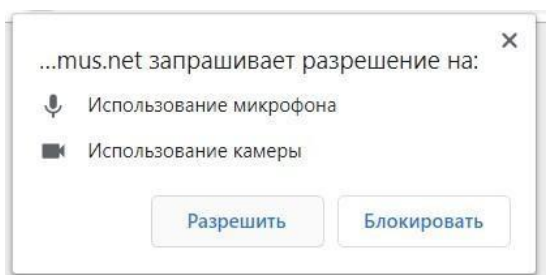 ...mus.net запрашивает разрешение на:
Использование микрофона
Использование камеры
Разрешить
Блокировать